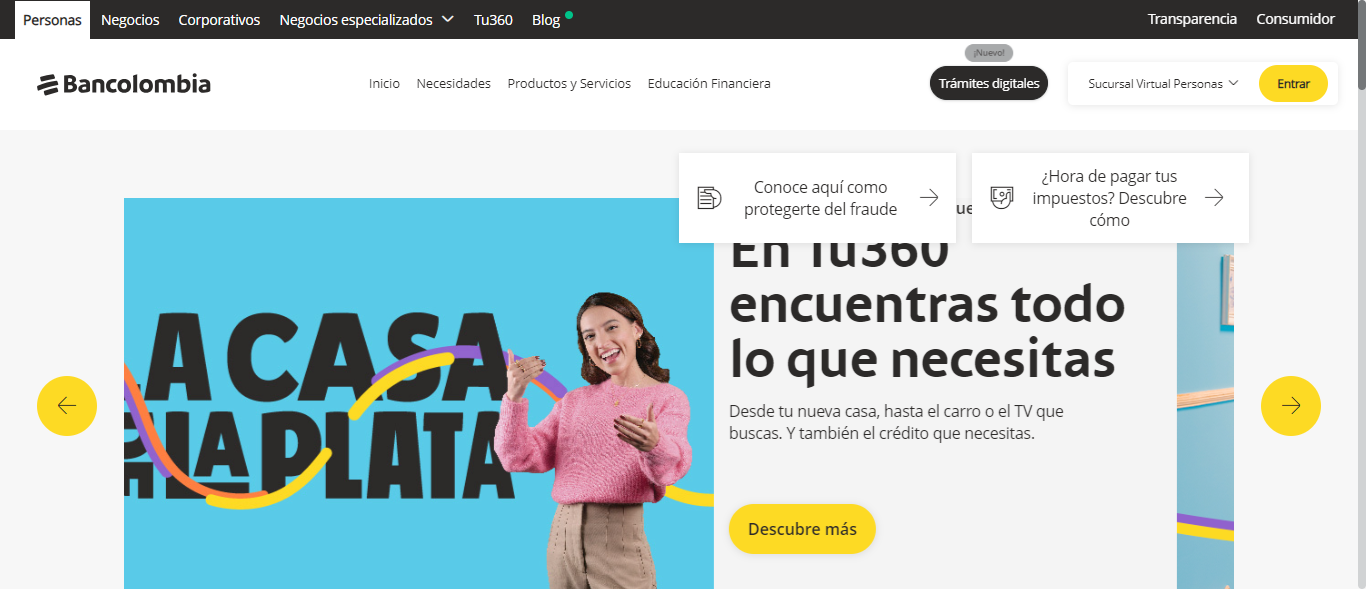 Personas Negocios Corporativos Negocios especializados Tu360 Blog Transparencia Consumidor
¡Nuevo!
Bancolombia Inicio Necesidades Productos y Servicios Educación Financiera Trámites digitales Sucursal Virtual Personas Entrar
Conoce aquí como
protegerte del fraude
¿Hora de pagar tus
impuestos? Descubre
cómo
En Tu360
encuentras todo
lo que necesitas
Desde tu nueva casa, hasta el carro o el TV que
buscas. Y también el crédito que necesitas.
Descubre más
LA CASA
LA PLATA